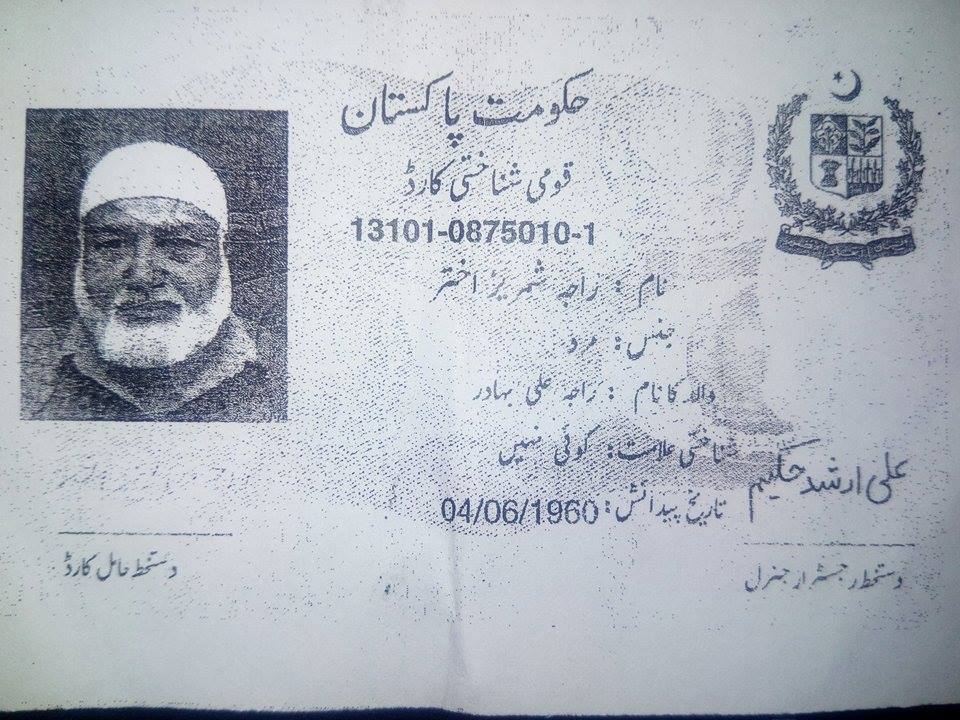 حکومت پاکستان
قومی شناختی کارڈ
13101-0875010-1
نام : راجہ شمریز اختر
جنس : مرد
والد کا نام : راجہ علی بہادر
شناختی علامت : کوئی نہیں
تاریخ پیدائش : 04/06/1960
علی ارشد حکیم
دستخط رجسٹرار جنرل
دستخط حامل کارڈ